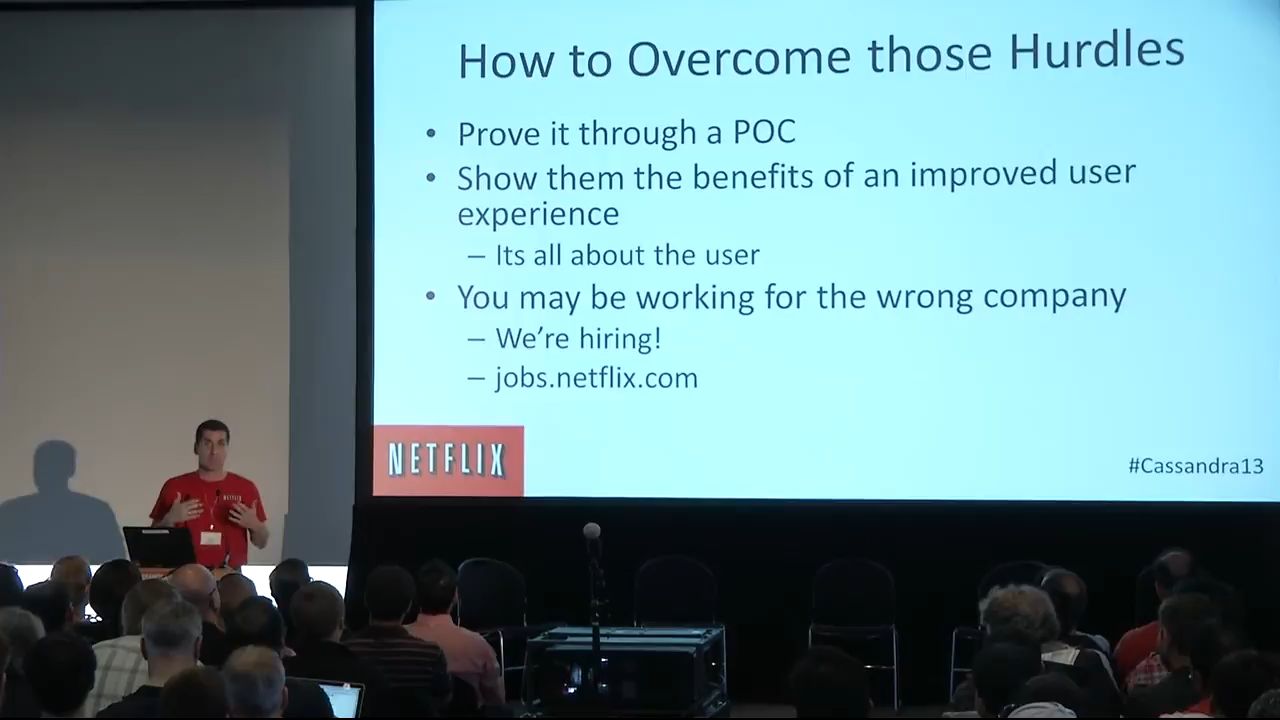 How to Overcome those Hurdles
• Prove it through a POC
• Show them the benefits of an improved user
experience
– Its all about the user
• You may be working for the wrong company
– We’re hiring!
– jobs.netflix.com
NETFLIX
#Cassandra13
NETFLIX